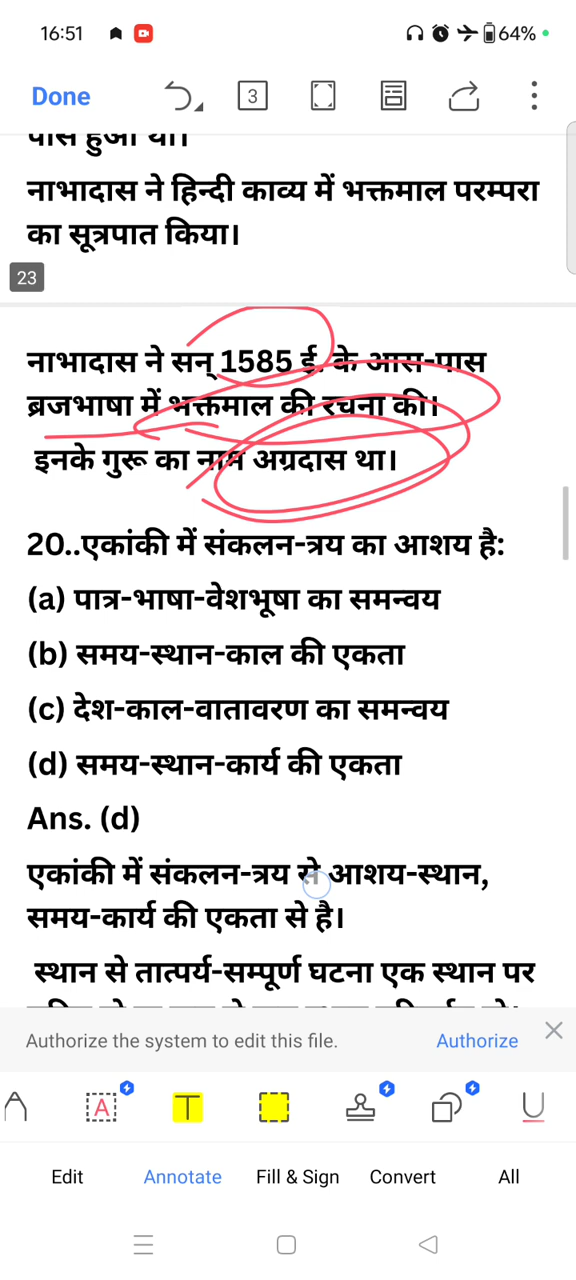 16:51
64%
Done
3
पास हुआ था।
नाभादास ने हिन्दी काव्य में भक्तमाल परम्परा
का सूत्रपात किया।
23
नाभादास ने सन् 1585 ई. के आस-पास
ब्रजभाषा में भक्तमाल की रचना की।
इनके गुरू का नाम अग्रदास था।
20..एकांकी में संकलन-त्रय का आशय है:
(a) पात्र-भाषा-वेशभूषा का समन्वय
(b) समय-स्थान-काल की एकता
(c) देश-काल-वातावरण का समन्वय
(d) समय-स्थान-कार्य की एकता
Ans. (d)
एकांकी में संकलन-त्रय से आशय-स्थान,
समय-कार्य की एकता से है।
स्थान से तात्पर्य-सम्पूर्ण घटना एक स्थान पर
Authorize the system to edit this file.
Authorize
A
T
U
Edit
Annotate
Fill & Sign
Convert
All